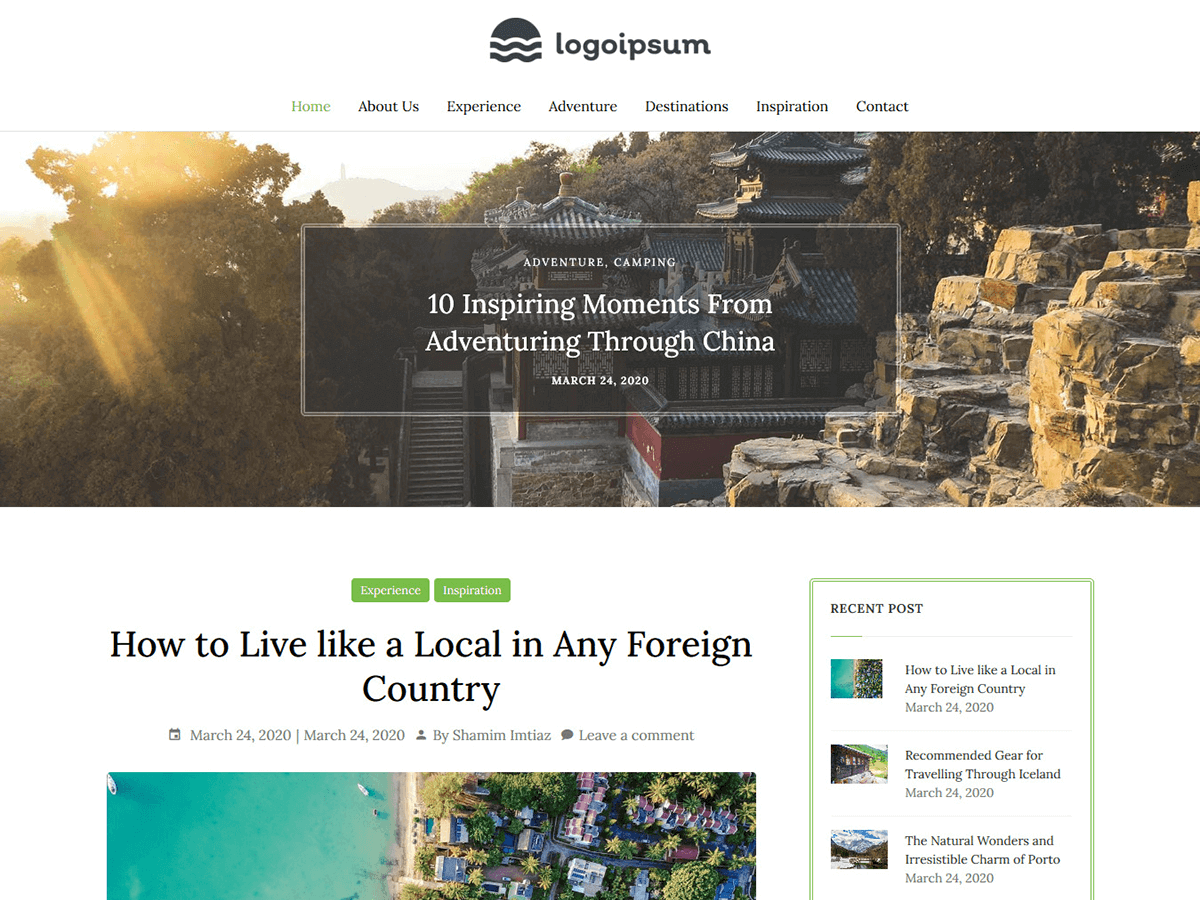 logoipsum
Home About Us Experience Adventure Destinations Inspiration Contact
ADVENTURE, CAMPING
10 Inspiring Moments From
Adventuring Through China
MARCH 24, 2020
Experience Inspiration
How to Live like a Local in Any Foreign
Country
March 24, 2020 | March 24, 2020 By Shamim Imtiaz Leave a comment
RECENT POST
How to Live like a Local in
Any Foreign Country
March 24, 2020
Recommended Gear for
Travelling Through Iceland
March 24, 2020
The Natural Wonders and
Irresistible Charm of Porto
March 24, 2020